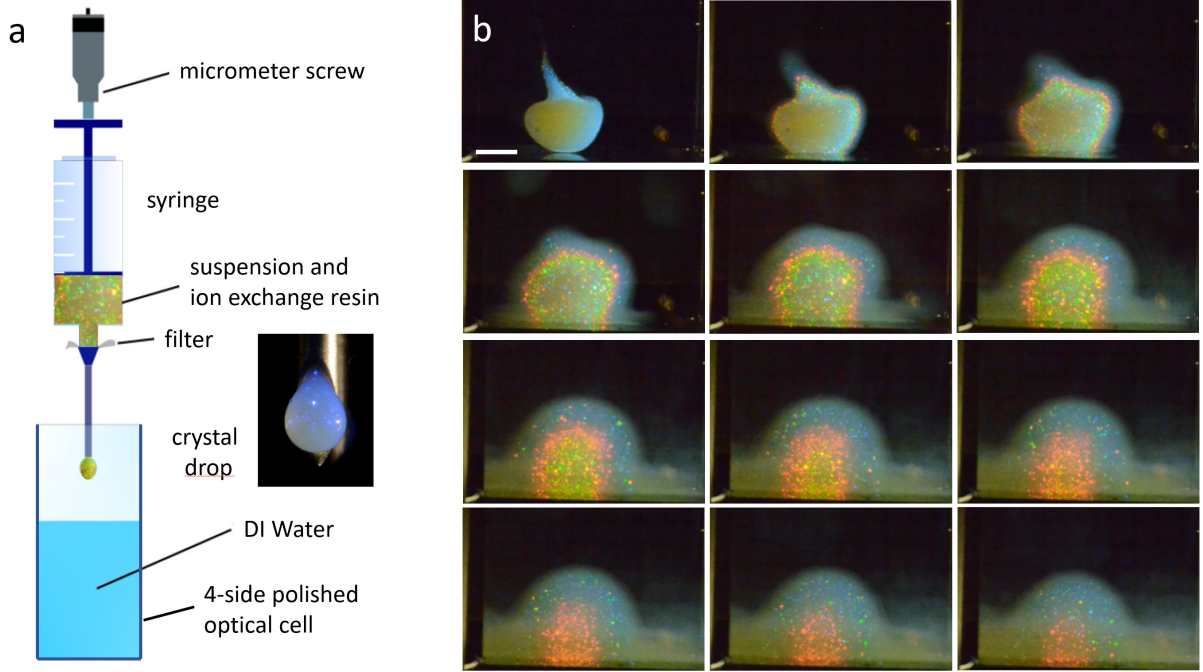 a
micrometer screw
syringe
suspension and
ion exchange resin
filter
crystal
drop
DI Water
4-side polished
optical cell
b